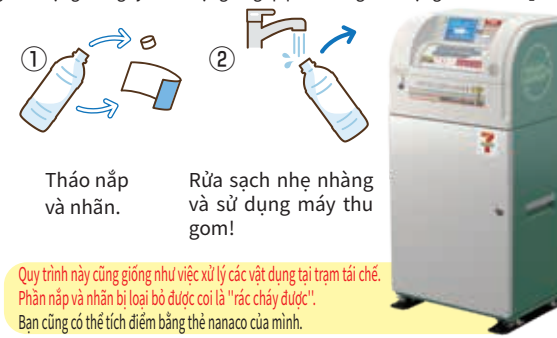 ①
②
Tháo nắp
và nhãn.
Rửa sạch nhẹ nhàng
và sử dụng máy thu
gom!
Quy trình này cũng giống như việc xử lý các vật dụng tại trạm tái chế.
Phần nắp và nhãn bị loại bỏ được coi là "rác cháy được".
Bạn cũng có thể tích điểm bằng thẻ nanaco của mình.